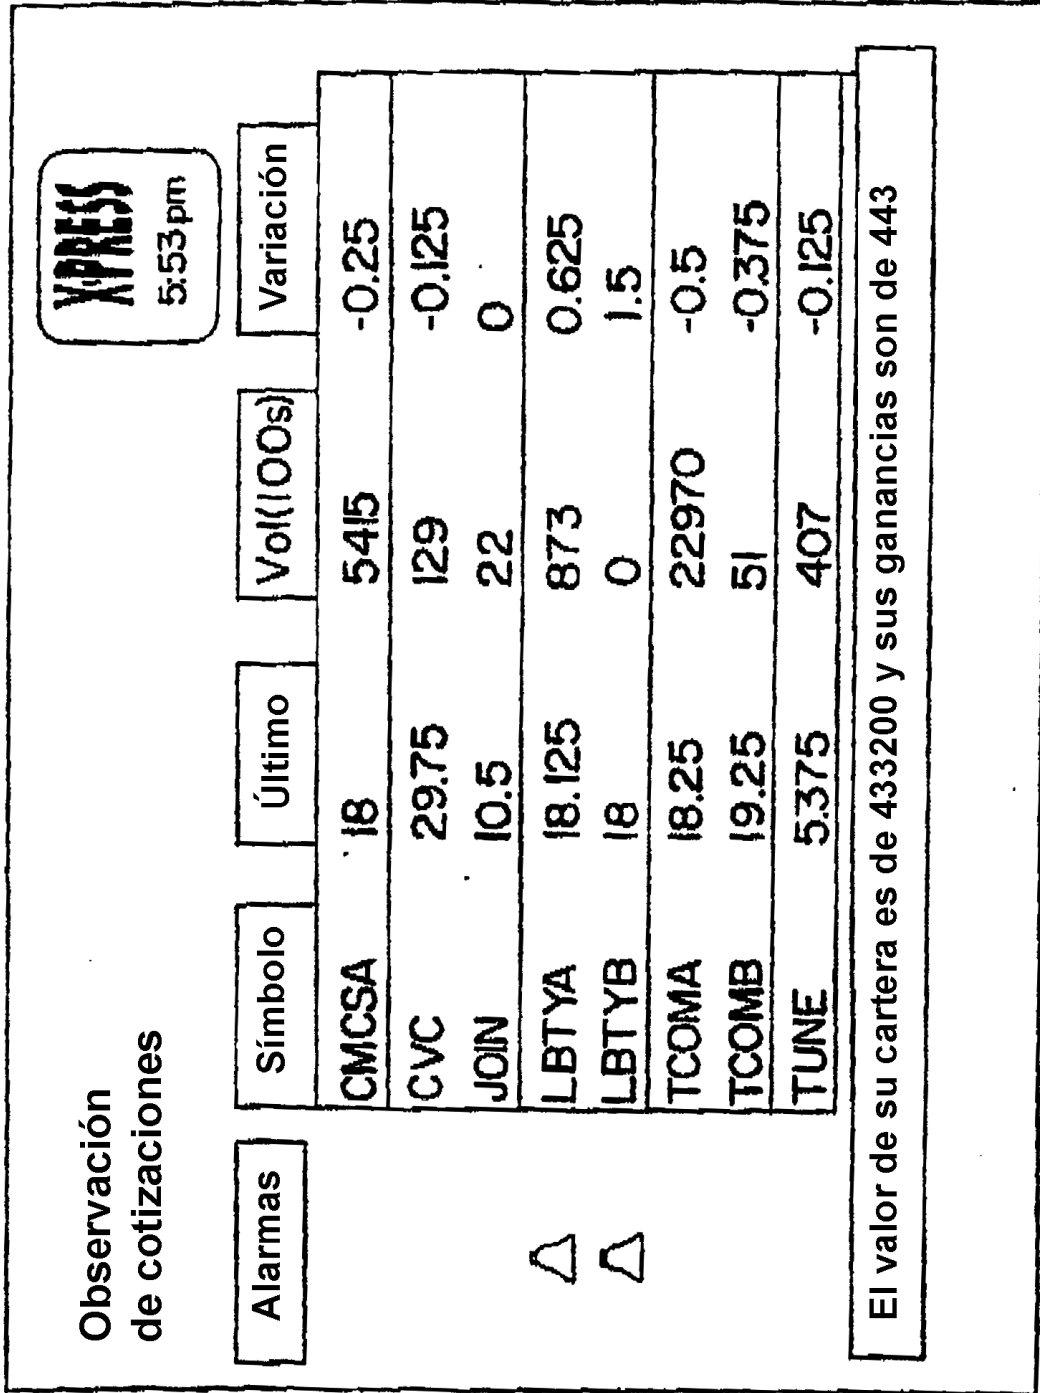 Observación
de cotizaciones
XPRESS
5:53pm
Alarmas Símbolo Último Vol(100s) Variación
CMCSA 18 5415 -0.25
CVC 29.75 129 -0.125
JOIN 10.5 22 0
LBTYA 18.125 873 0.625
LBTYB 18 0 1.5
TCOMA 18.25 22970 -0.5
TCOMB 19.25 51 -0.375
TUNE 5.375 407 -0.125
El valor de su cartera es de 433200 y sus ganancias son de 443